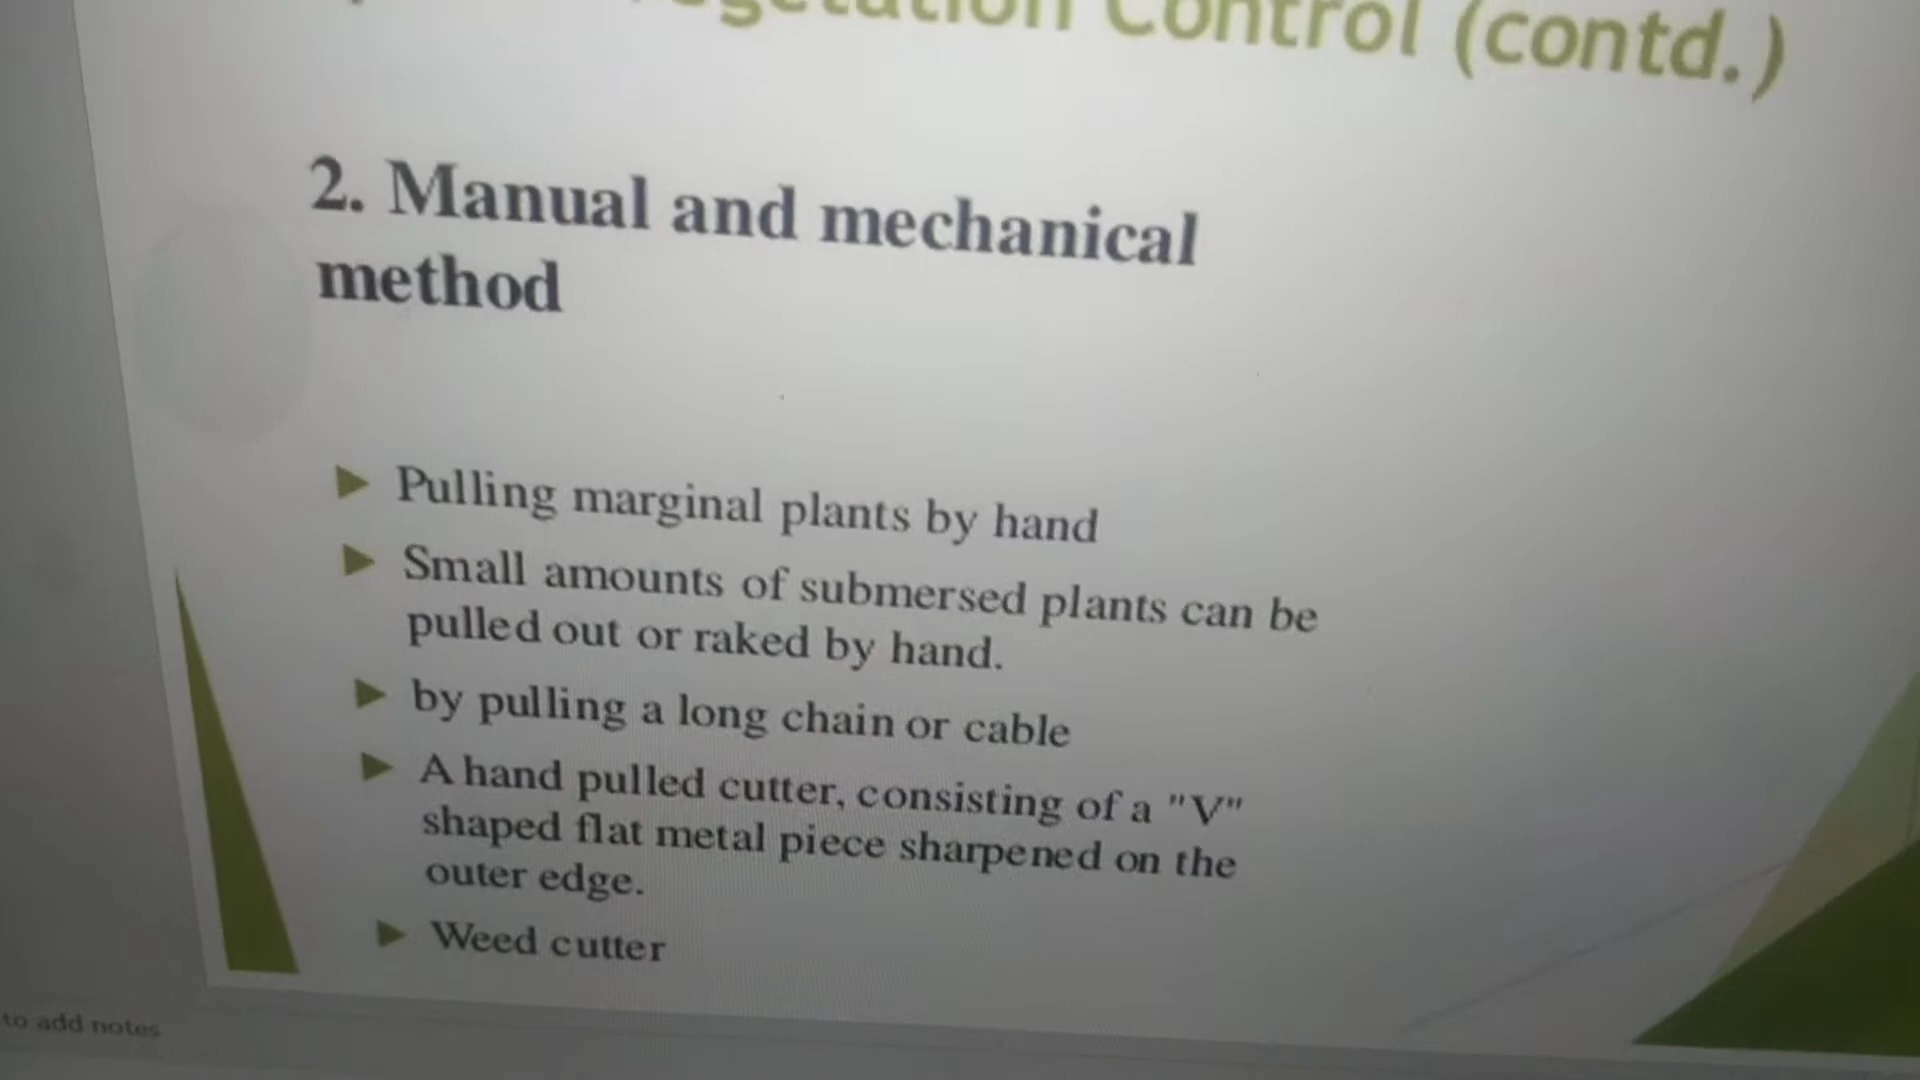 Control (contd.)
2. Manual and mechanical
method
Pulling marginal plants by hand
Small amounts of submersed plants can be
pulled out or raked by hand.
by pulling a long chain or cable
A hand pulled cutter, consisting of a "V"
shaped flat metal piece sharpened on the
outer edge.
Weed cutter
to add notes